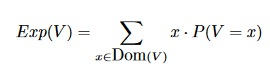 Exp(V) = ∑ x · P(V = x)
x∈Dom(V)